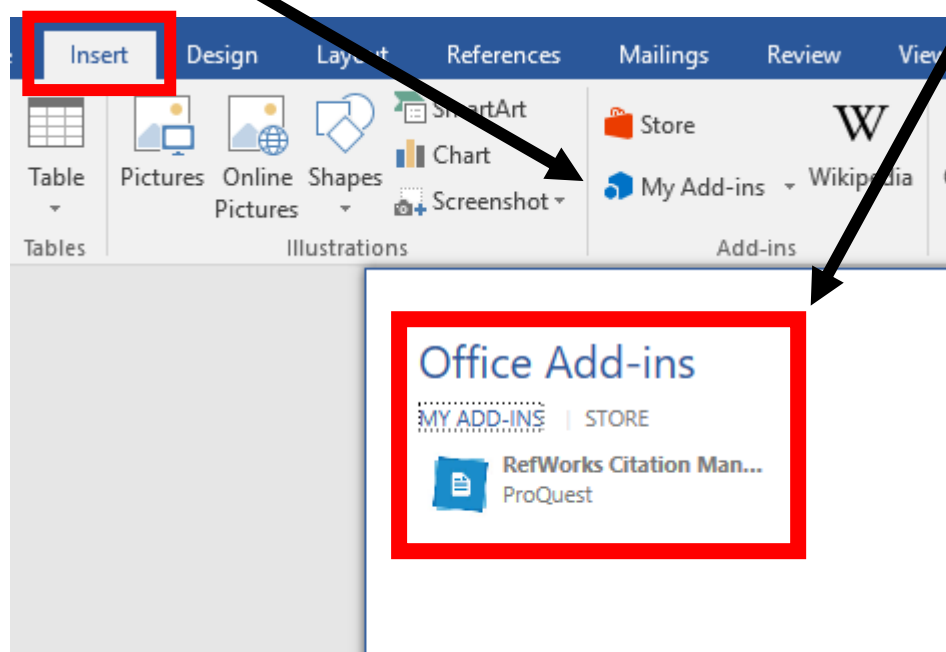 Insert Design Layout References Mailings Review View
SmartArt
Store
W
Chart
Table Pictures Online Shapes
My Add-ins Wikipedia
Pictures
Screenshot
Tables Illustrations Add-ins
Office Add-ins
MY ADD-INS | STORE
RefWorks Citation Man...
ProQuest